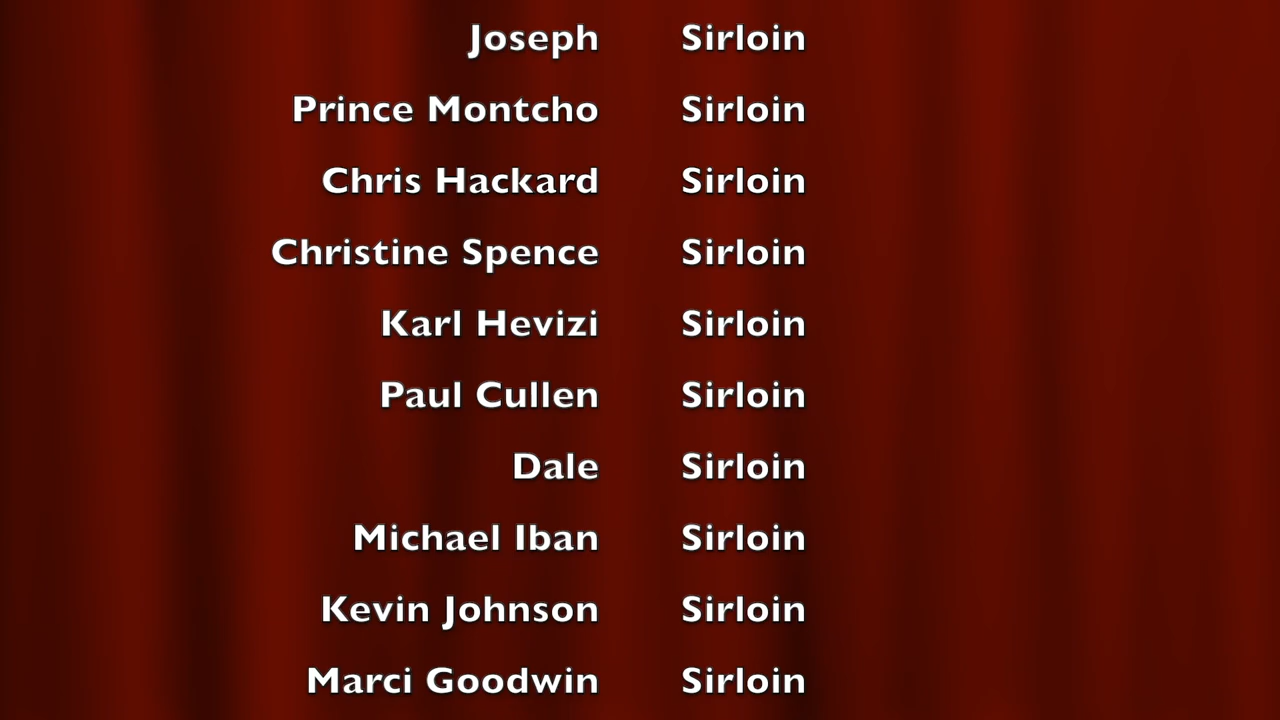 Joseph Sirloin
Prince Montcho Sirloin
Chris Hackard Sirloin
Christine Spence Sirloin
Karl Hevizi Sirloin
Paul Cullen Sirloin
Dale Sirloin
Michael Iban Sirloin
Kevin Johnson Sirloin
Marci Goodwin Sirloin